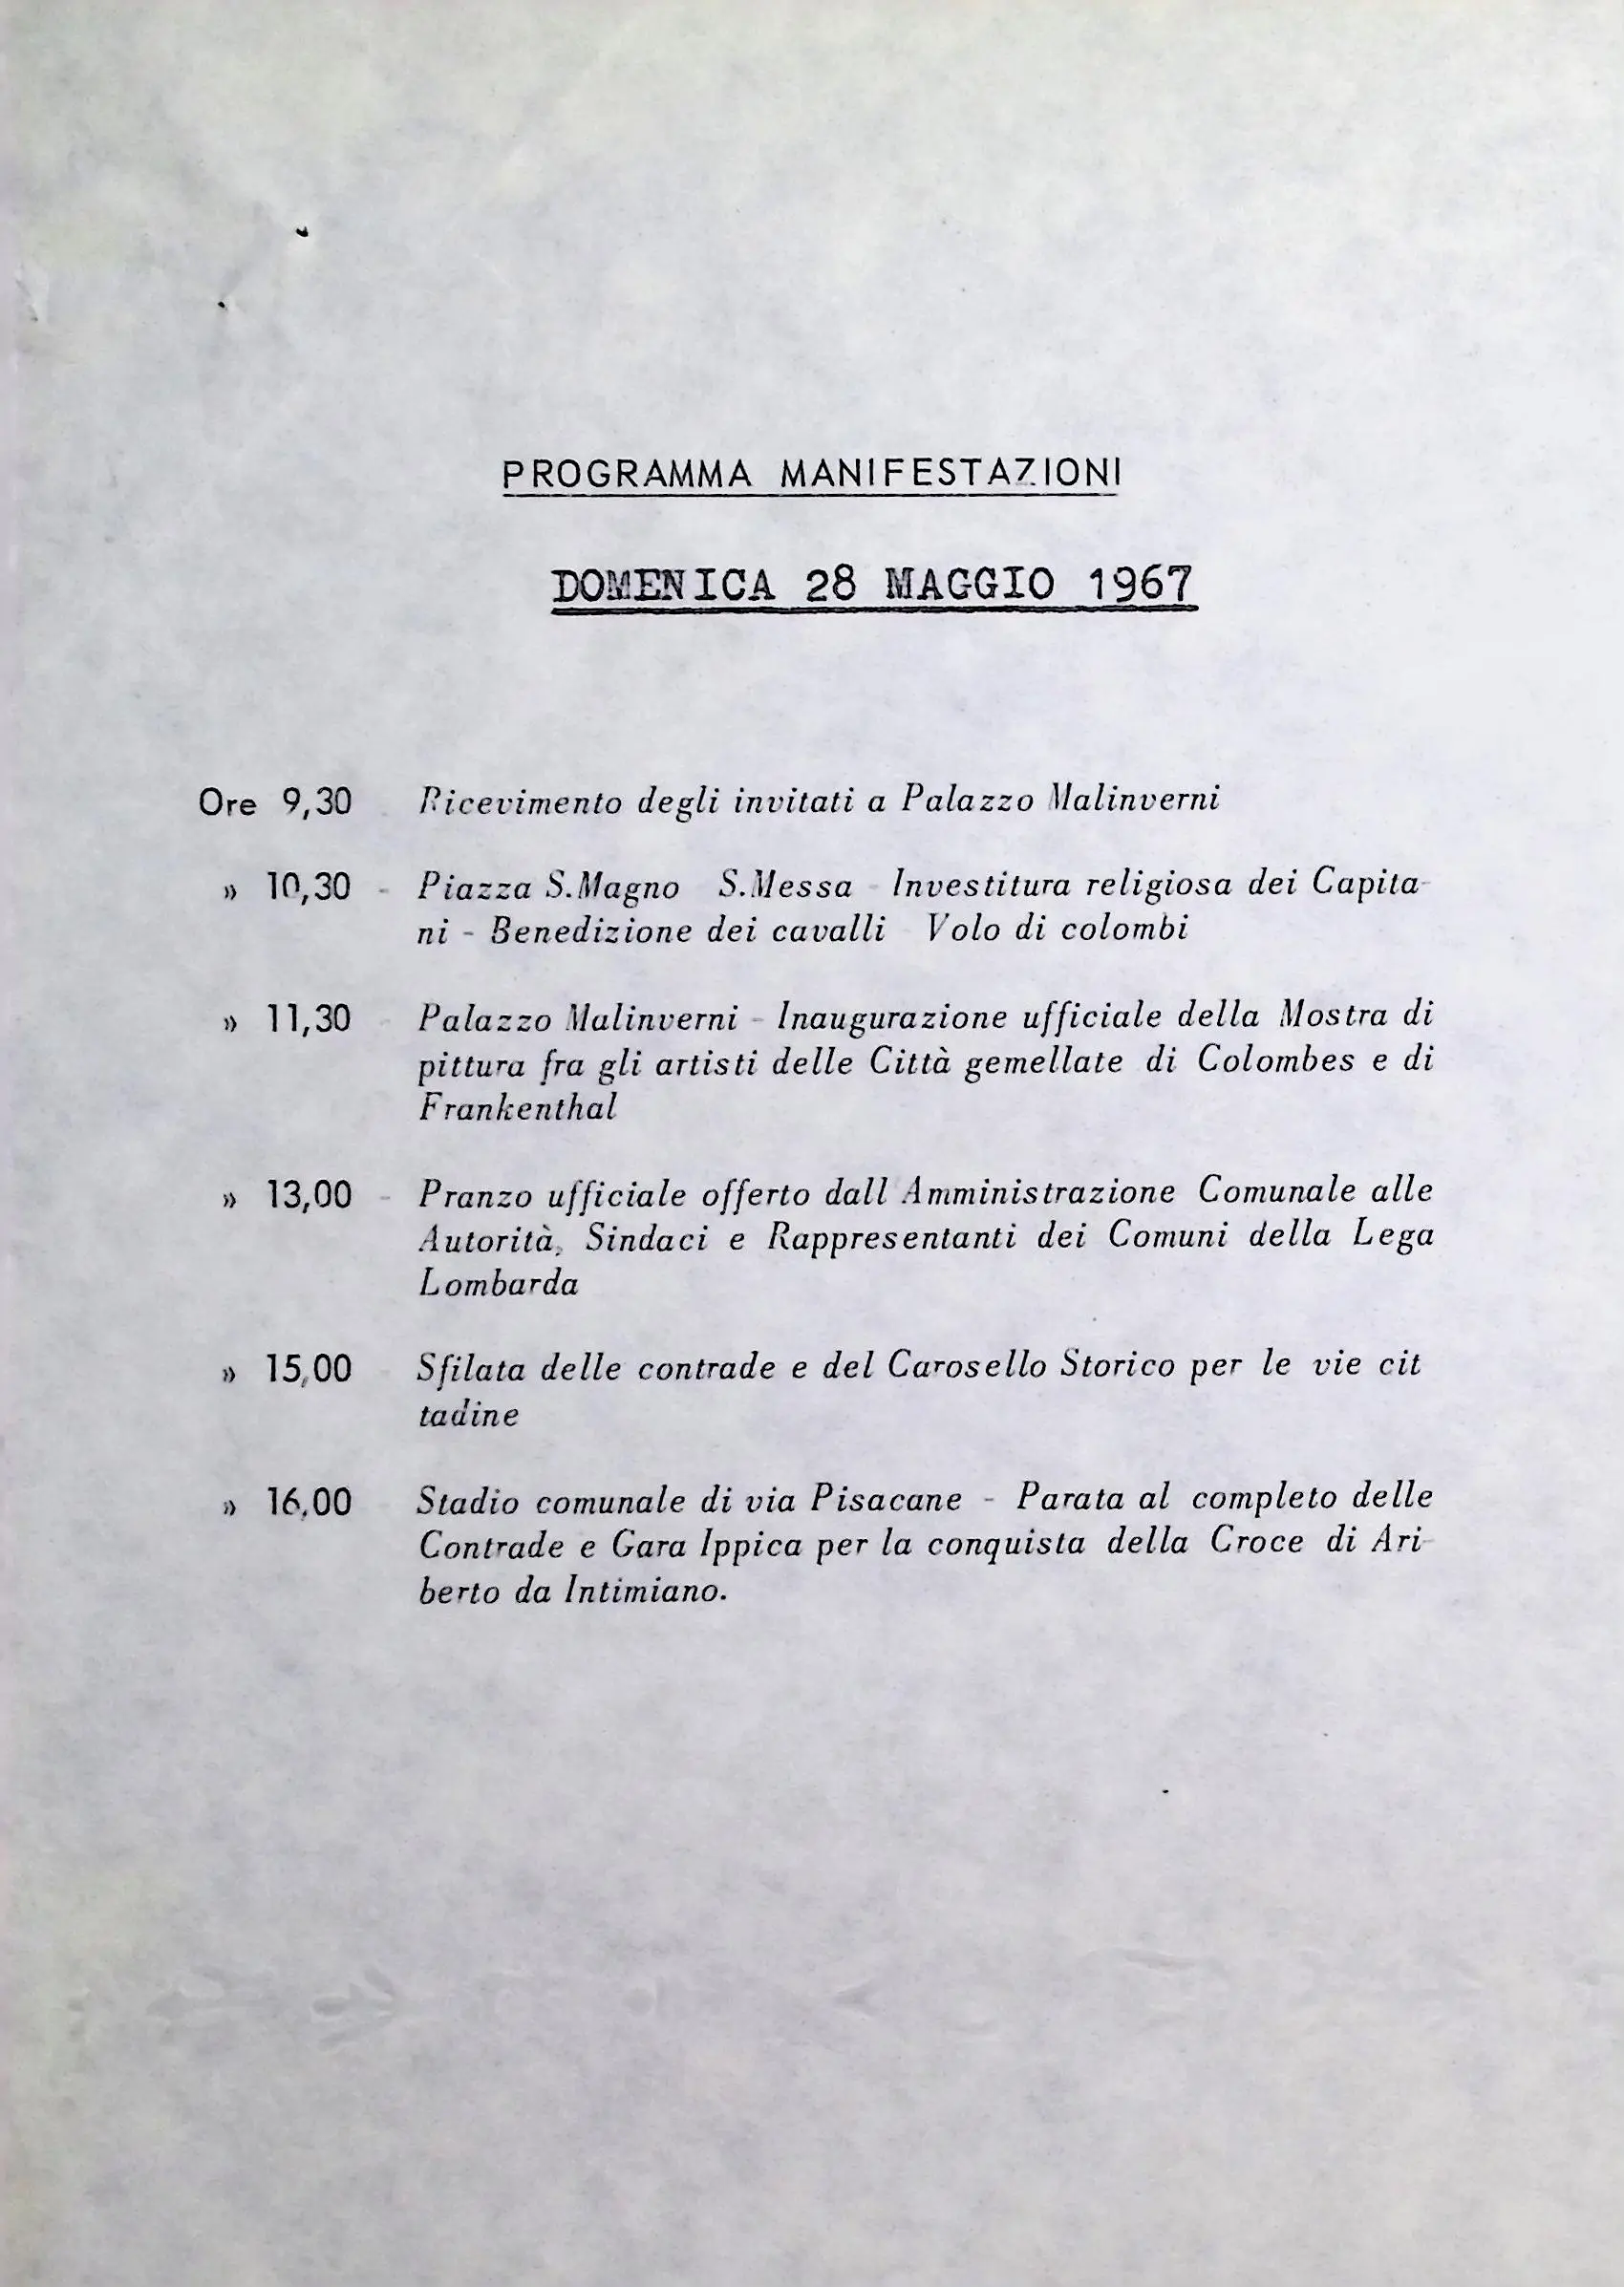 PROGRAMMA MANIFESTAZIONI
DOMENICA 28 MAGGIO 1967
Ore 9,30 Ricevimento degli invitati a Palazzo Malinverni
» 10,30 - Piazza S.Magno S.Messa - Investitura religiosa dei Capita-
ni - Benedizione dei cavalli Volo di colombi
» 11,30 - Palazzo Malinverni - Inaugurazione ufficiale della Mostra di
pittura fra gli artisti delle Città gemellate di Colombes e di
Frankenthal
» 13,00 - Pranzo ufficiale offerto dall Amministrazione Comunale alle
Autorità, Sindaci e Rappresentanti dei Comuni della Lega
Lombarda
» 15,00 Sfilata delle contrade e del Carosello Storico per le vie cit
tadine
» 16,00 Stadio comunale di via Pisacane - Parata al completo delle
Contrade e Gara Ippica per la conquista della Croce di Ari-
berto da Intimiano.